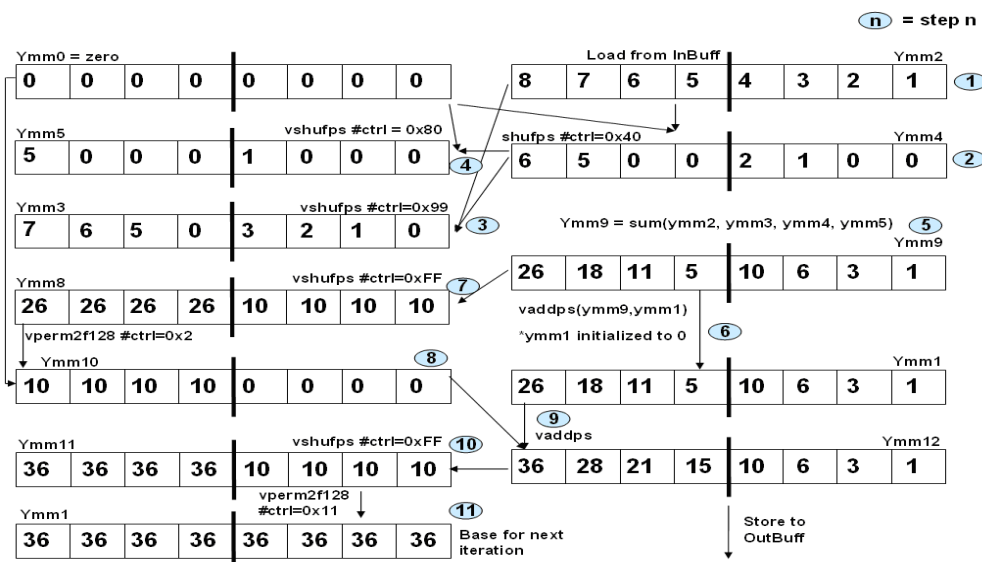 n = step n
Ymm0 = zero
Load from InBuff
Ymm2
0 0 0 0 0 0 0 0
8 7 6 5 4 3 2 1
1
Ymm5
vshufps #ctrl = 0x80
shufps #ctrl=0x40
Ymm4
5 0 0 0 1 0 0 0
4
6 5 0 0 2 1 0 0
2
Ymm3
vshufps #ctrl=0x99
7 6 5 0 3 2 1 0
3
Ymm9 = sum(ymm2, ymm3, ymm4, ymm5)
5
Ymm9
26 18 11 5 10 6 3 1
Ymm8
vshufps #ctrl=0xFF
7
26 26 26 26 10 10 10 10
vaddps(ymm9,ymm1)
*ymm1 initialized to 0
6
vperm2f128 #ctrl=0x2
Ymm10
8
10 10 10 10 0 0 0 0
Ymm1
26 18 11 5 10 6 3 1
9
vaddps
Ymm11
vshufps #ctrl=0xFF
10
Ymm12
36 36 36 36 10 10 10 10
36 28 21 15 10 6 3 1
vperm2f128
#ctrl=0x11
11
Ymm1
36 36 36 36 36 36 36 36
Base for next
iteration
Store to
OutBuff